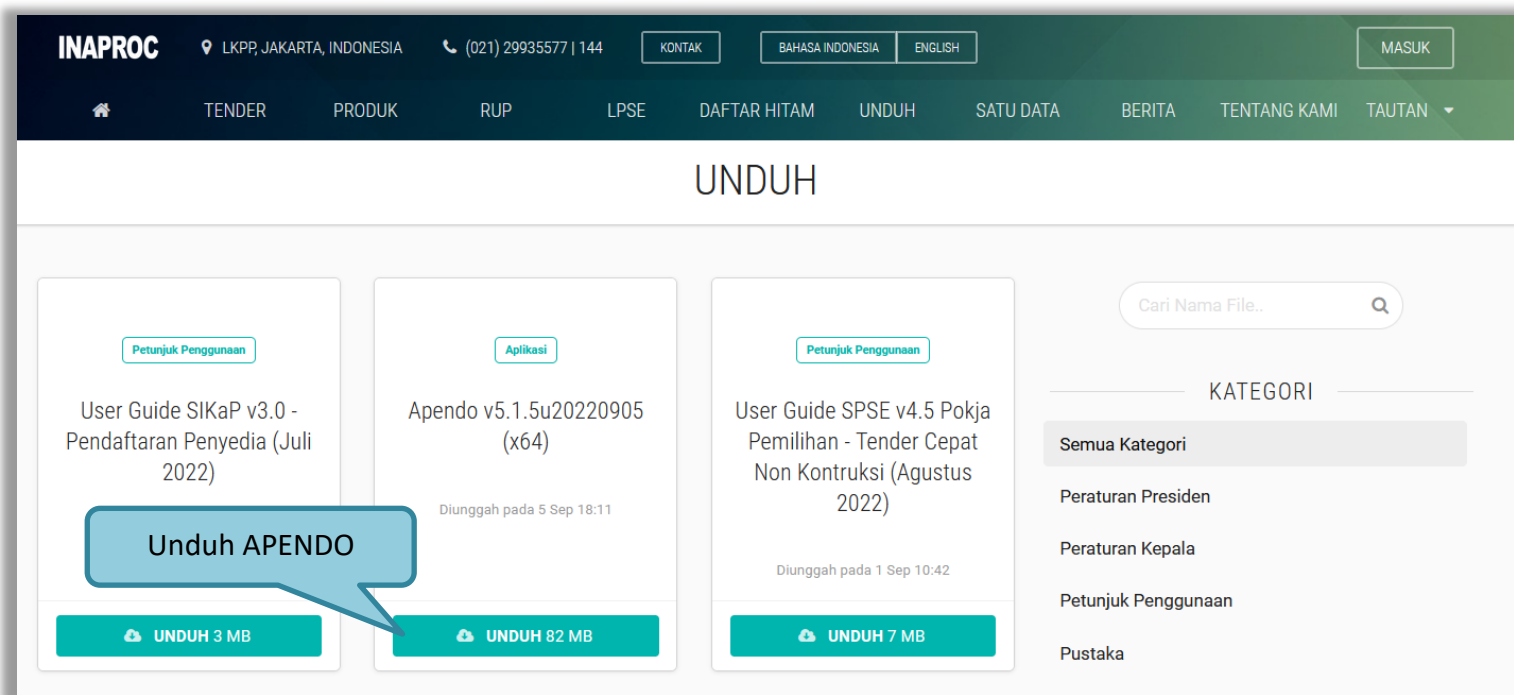 INAPROC
LKPP, JAKARTA, INDONESIA
(021) 29935577 | 144
KONTAK
BAHASA INDONESIA
ENGLISH
MASUK
TENDER
PRODUK
RUP
LPSE
DAFTAR HITAM
UNDUH
SATU DATA
BERITA
TENTANG KAMI
TAUTAN
UNDUH
Petunjuk Penggunaan
User Guide SIKaP v3.0 -
Pendaftaran Penyedia (Juli
2022)
Unduh APENDO
UNDUH 3 MB
Aplikasi
Apendo v5.1.5u20220905
(x64)
Diunggah pada 5 Sep 18:11
UNDUH 82 MB
Petunjuk Penggunaan
User Guide SPSE v4.5 Pokja
Pemilihan - Tender Cepat
Non Kontruksi (Agustus
2022)
Diunggah pada 1 Sep 10:42
UNDUH 7 MB
Cari Nama File..
KATEGORI
Semua Kategori
Peraturan Presiden
Peraturan Kepala
Petunjuk Penggunaan
Pustaka